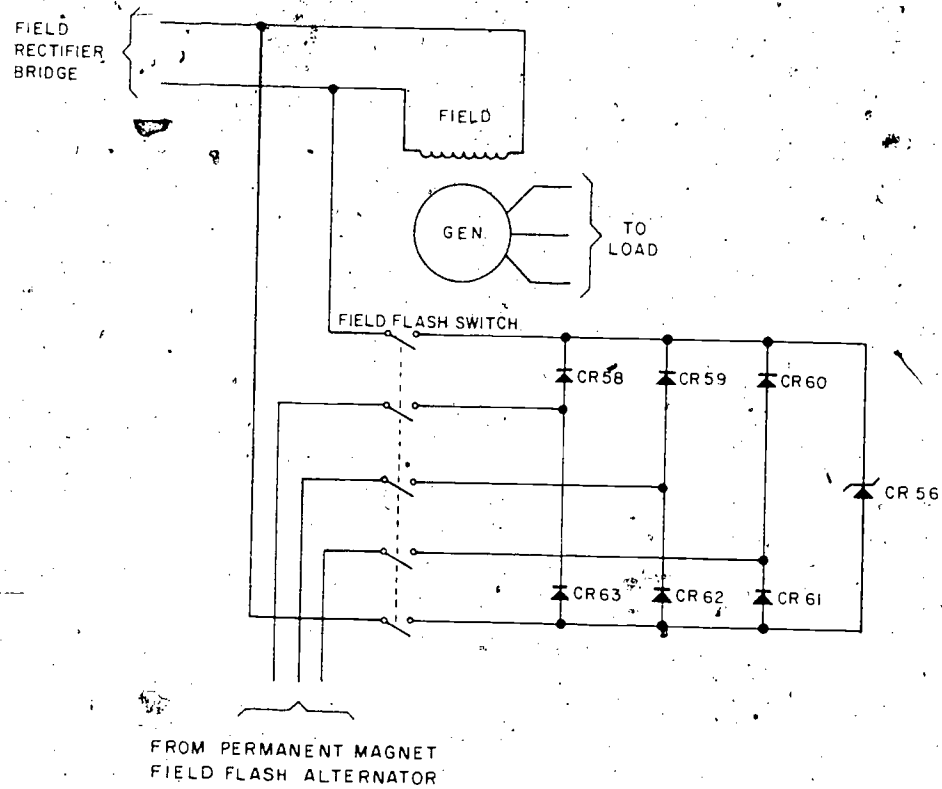 FIELD
RECTIFIER
BRIDGE
FIELD
GEN.
TO
LOAD
FIELD FLASH SWITCH
CR58
CR59
CR60
CR56
CR63
CR62
CR61
FROM PERMANENT MAGNET
FIELD FLASH ALTERNATOR